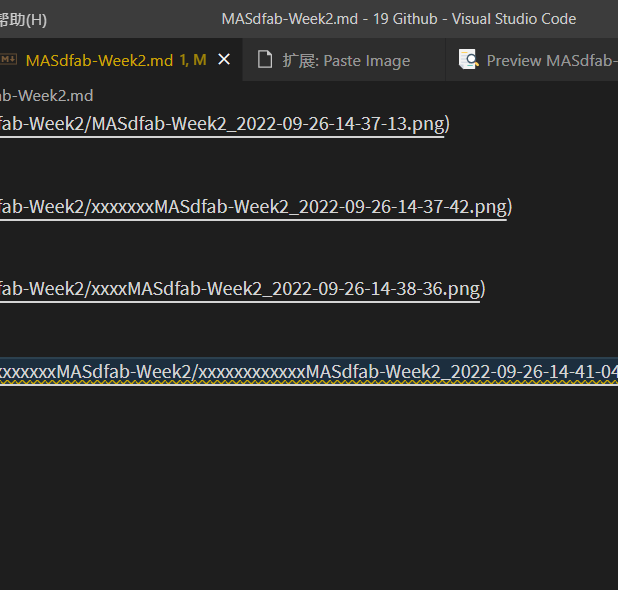 帮助(H) MASdfab-Week2.md - 19 Github - Visual Studio Code
M↓ MASdfab-Week2.md 1, M × 扩展: Paste Image Preview MASdfab-
ab-Week2.md
fab-Week2/MASdfab-Week2_2022-09-26-14-37-13.png)
fab-Week2/xxxxxxxMASdfab-Week2_2022-09-26-14-37-42.png)
fab-Week2/xxxxMASdfab-Week2_2022-09-26-14-38-36.png)
xxxxxxxMASdfab-Week2/xxxxxxxxxxxxMASdfab-Week2_2022-09-26-14-41-04